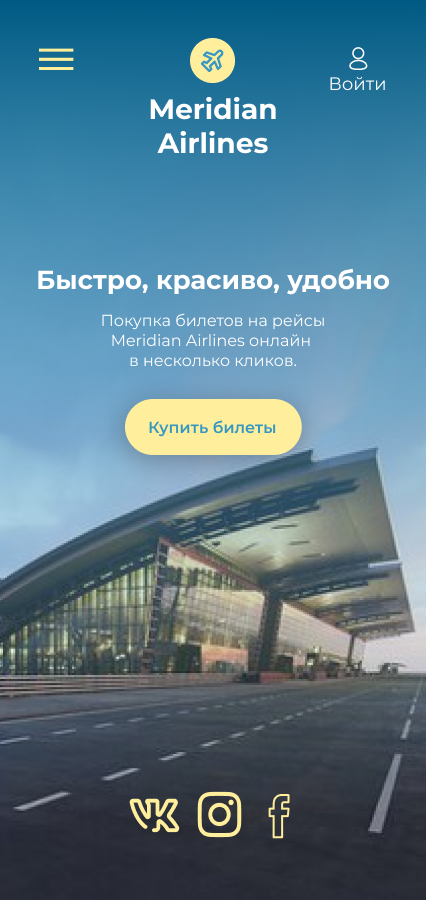 Войти
Meridian
Airlines
Быстро, красиво, удобно
Покупка билетов на рейсы
Meridian Airlines онлайн
в несколько кликов.
Купить билеты